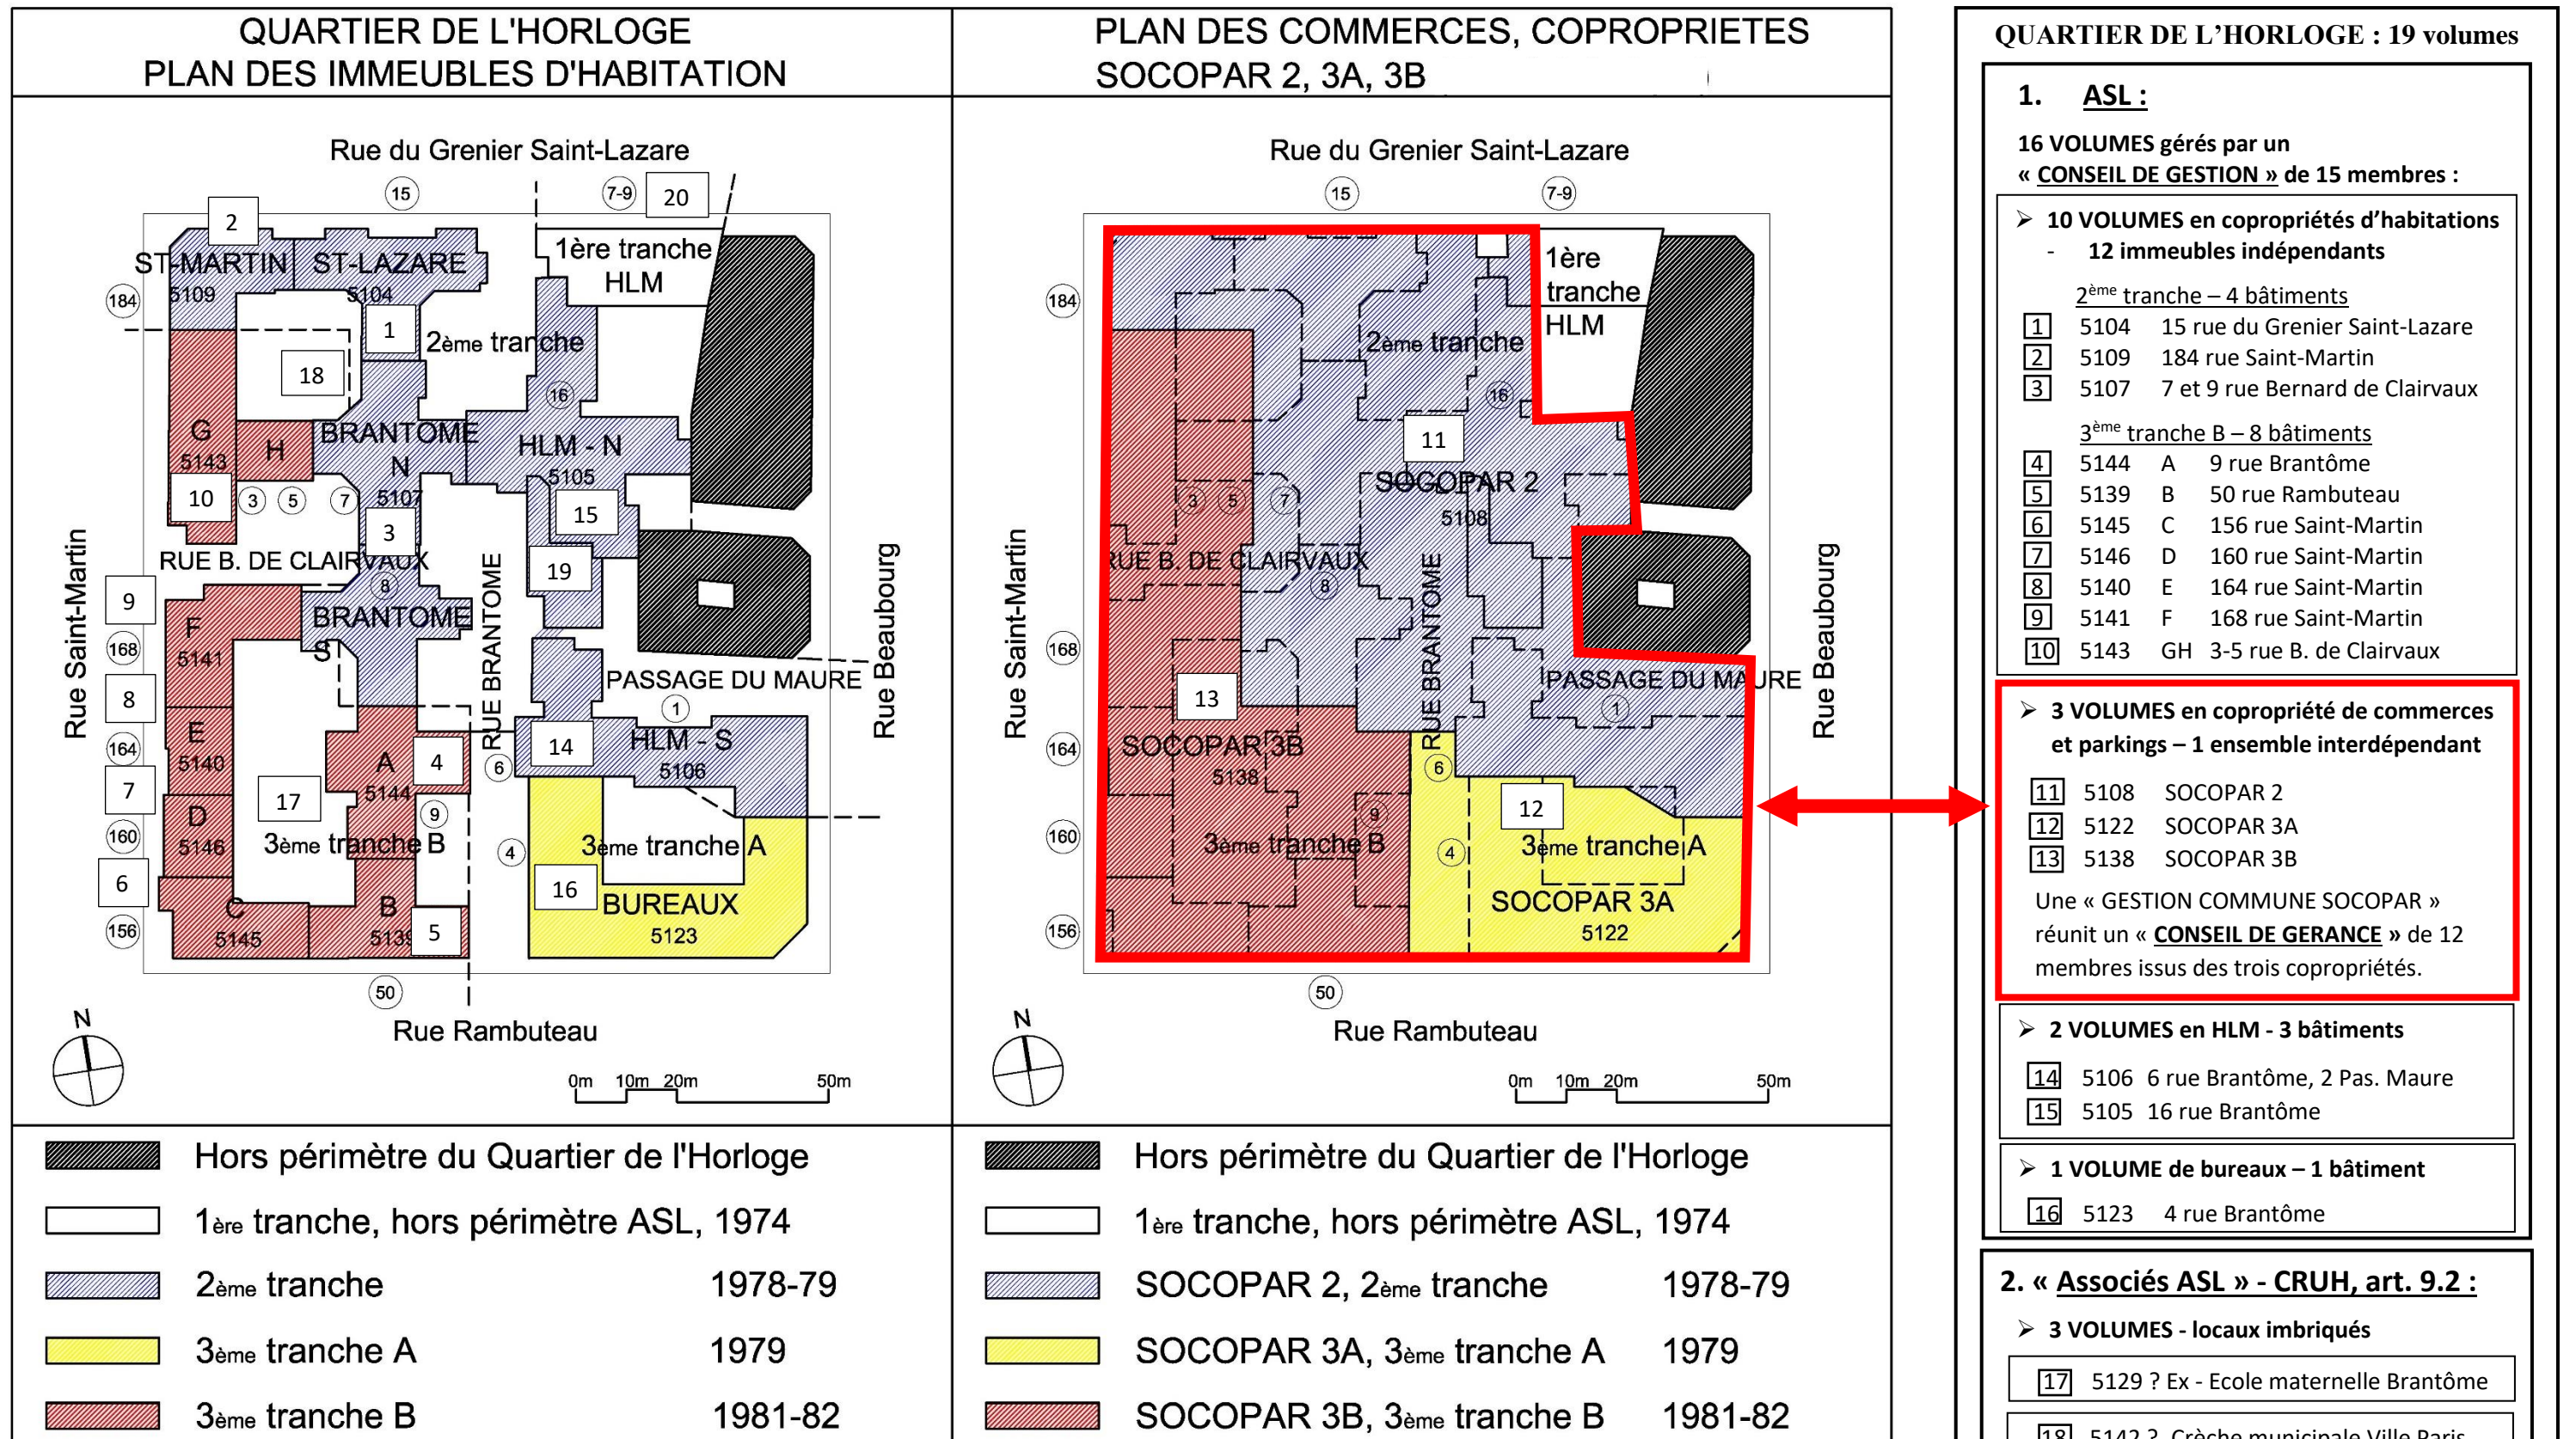 QUARTIER DE L'HORLOGE
PLAN DES IMMEUBLES D'HABITATION
Rue du Grenier Saint-Lazare
15
7-9
20
2
1ère tranche
HLM
ST-MARTIN
ST-LAZARE
184
5109
5104
1
2ème tranche
18
16
G
H
BRANTOME
N
HLM - N
5143
5105
10
3
5
7
5107
15
3
RUE B. DE CLAIRVAUX
19
8
9
BRANTOME
S
F
168
5141
RUE BRANTOME
PASSAGE DU MAURE
Rue Saint-Martin
Rue Beaubourg
8
1
E
164
5140
A
4
6
14
HLM - S
5106
7
17
5144
D
9
160
5146
3ème tranche B
4
3ème tranche A
6
16
BUREAUX
5123
C
B
156
5145
5139
5
50
N
Rue Rambuteau
0m 10m 20m 50m
Hors périmètre du Quartier de l'Horloge
1ère tranche, hors périmètre ASL, 1974
2ème tranche 1978-79
3ème tranche A 1979
3ème tranche B 1981-82
PLAN DES COMMERCES, COPROPRIETES
SOCOPAR 2, 3A, 3B
Rue du Grenier Saint-Lazare
15
7-9
184
1ère
tranche
HLM
2ème tranche
16
11
SOCOPAR 2
3
5
7
5108
RUE B. DE CLAIRVAUX
8
RUE BRANTOME
Rue Saint-Martin
Rue Beaubourg
168
PASSAGE DU MAURE
13
1
164
SOCOPAR 3B
5138
6
12
160
9
3ème tranche B
4
3ème tranche A
SOCOPAR 3A
156
5122
50
N
Rue Rambuteau
0m 10m 20m 50m
Hors périmètre du Quartier de l'Horloge
1ère tranche, hors périmètre ASL, 1974
SOCOPAR 2, 2ème tranche 1978-79
SOCOPAR 3A, 3ème tranche A 1979
SOCOPAR 3B, 3ème tranche B 1981-82
QUARTIER DE L'HORLOGE : 19 volumes
1. ASL :
16 VOLUMES gérés par un
« CONSEIL DE GESTION » de 15 membres :
➢ 10 VOLUMES en copropriétés d'habitations
- 12 immeubles indépendants
2ème tranche – 4 bâtiments
1 5104 15 rue du Grenier Saint-Lazare
2 5109 184 rue Saint-Martin
3 5107 7 et 9 rue Bernard de Clairvaux
3ème tranche B – 8 bâtiments
4 5144 A 9 rue Brantôme
5 5139 B 50 rue Rambuteau
6 5145 C 156 rue Saint-Martin
7 5146 D 160 rue Saint-Martin
8 5140 E 164 rue Saint-Martin
9 5141 F 168 rue Saint-Martin
10 5143 GH 3-5 rue B. de Clairvaux
➢ 3 VOLUMES en copropriété de commerces
et parkings – 1 ensemble interdépendant
11 5108 SOCOPAR 2
12 5122 SOCOPAR 3A
13 5138 SOCOPAR 3B
Une « GESTION COMMUNE SOCOPAR »
réunit un « CONSEIL DE GERANCE » de 12
membres issus des trois copropriétés.
➢ 2 VOLUMES en HLM - 3 bâtiments
14 5106 6 rue Brantôme, 2 Pas. Maure
15 5105 16 rue Brantôme
➢ 1 VOLUME de bureaux – 1 bâtiment
16 5123 4 rue Brantôme
2. « Associés ASL » - CRUH, art. 9.2 :
➢ 3 VOLUMES - locaux imbriqués
17 5129 ? Ex - Ecole maternelle Brantôme
18 5142 ? Crèche municipale Ville Paris